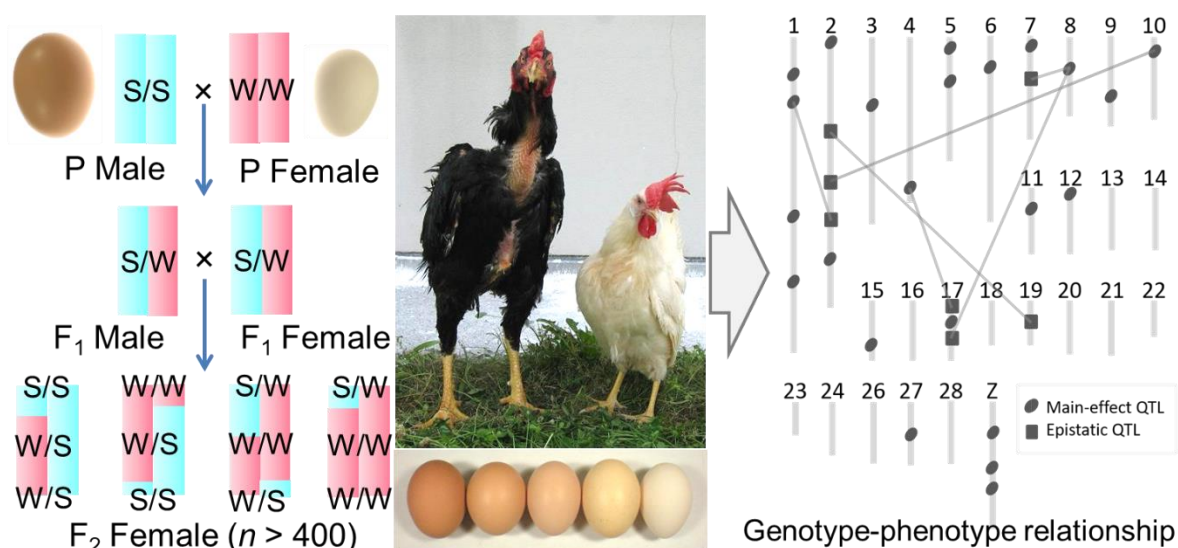 S/S × W/W
P Male P Female
S/W × S/W
F₁ Male F₁ Female
S/S W/W S/W S/W
W/S W/S W/W W/W
W/S S/S W/S W/W
F₂ Female (n > 400)
1 2 3 4 5 6 7 8 9 10
11 12 13 14
15 16 17 18 19 20 21 22
23 24 26 27 28 Z
Main-effect QTL
Epistatic QTL
Genotype-phenotype relationship